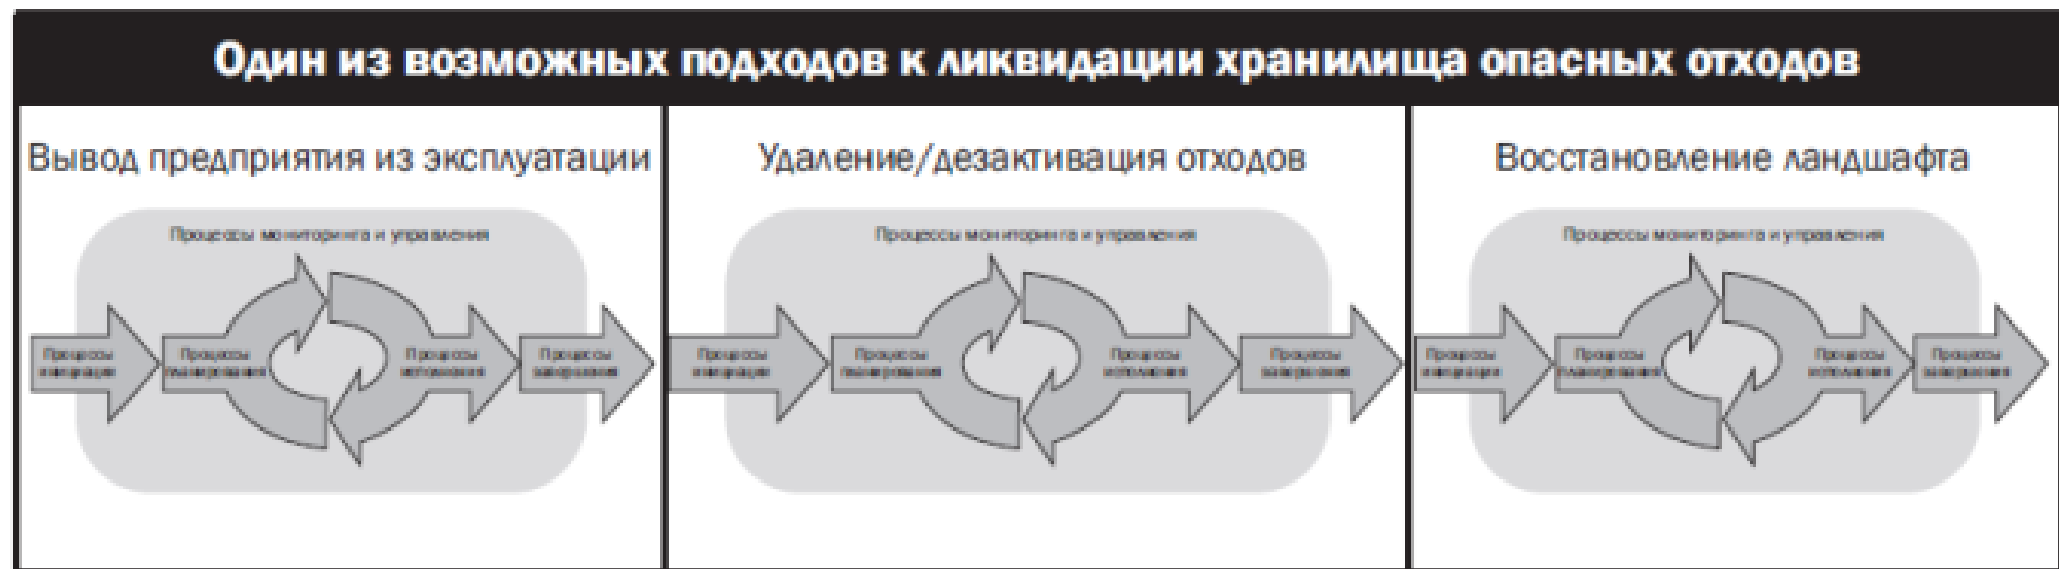 Один из возможных подходов к ликвидации хранилища опасных отходов
Вывод предприятия из эксплуатации
Процессы мониторинга и управления
Процессы
инициации
Процессы
планирования
Процессы
исполнения
Процессы
завершения
Удаление/дезактивация отходов
Процессы мониторинга и управления
Процессы
инициации
Процессы
планирования
Процессы
исполнения
Процессы
завершения
Восстановление ландшафта
Процессы мониторинга и управления
Процессы
инициации
Процессы
планирования
Процессы
исполнения
Процессы
завершения